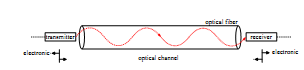 optical fiber
transmitter
receiver
electronic
optical channel
electronic